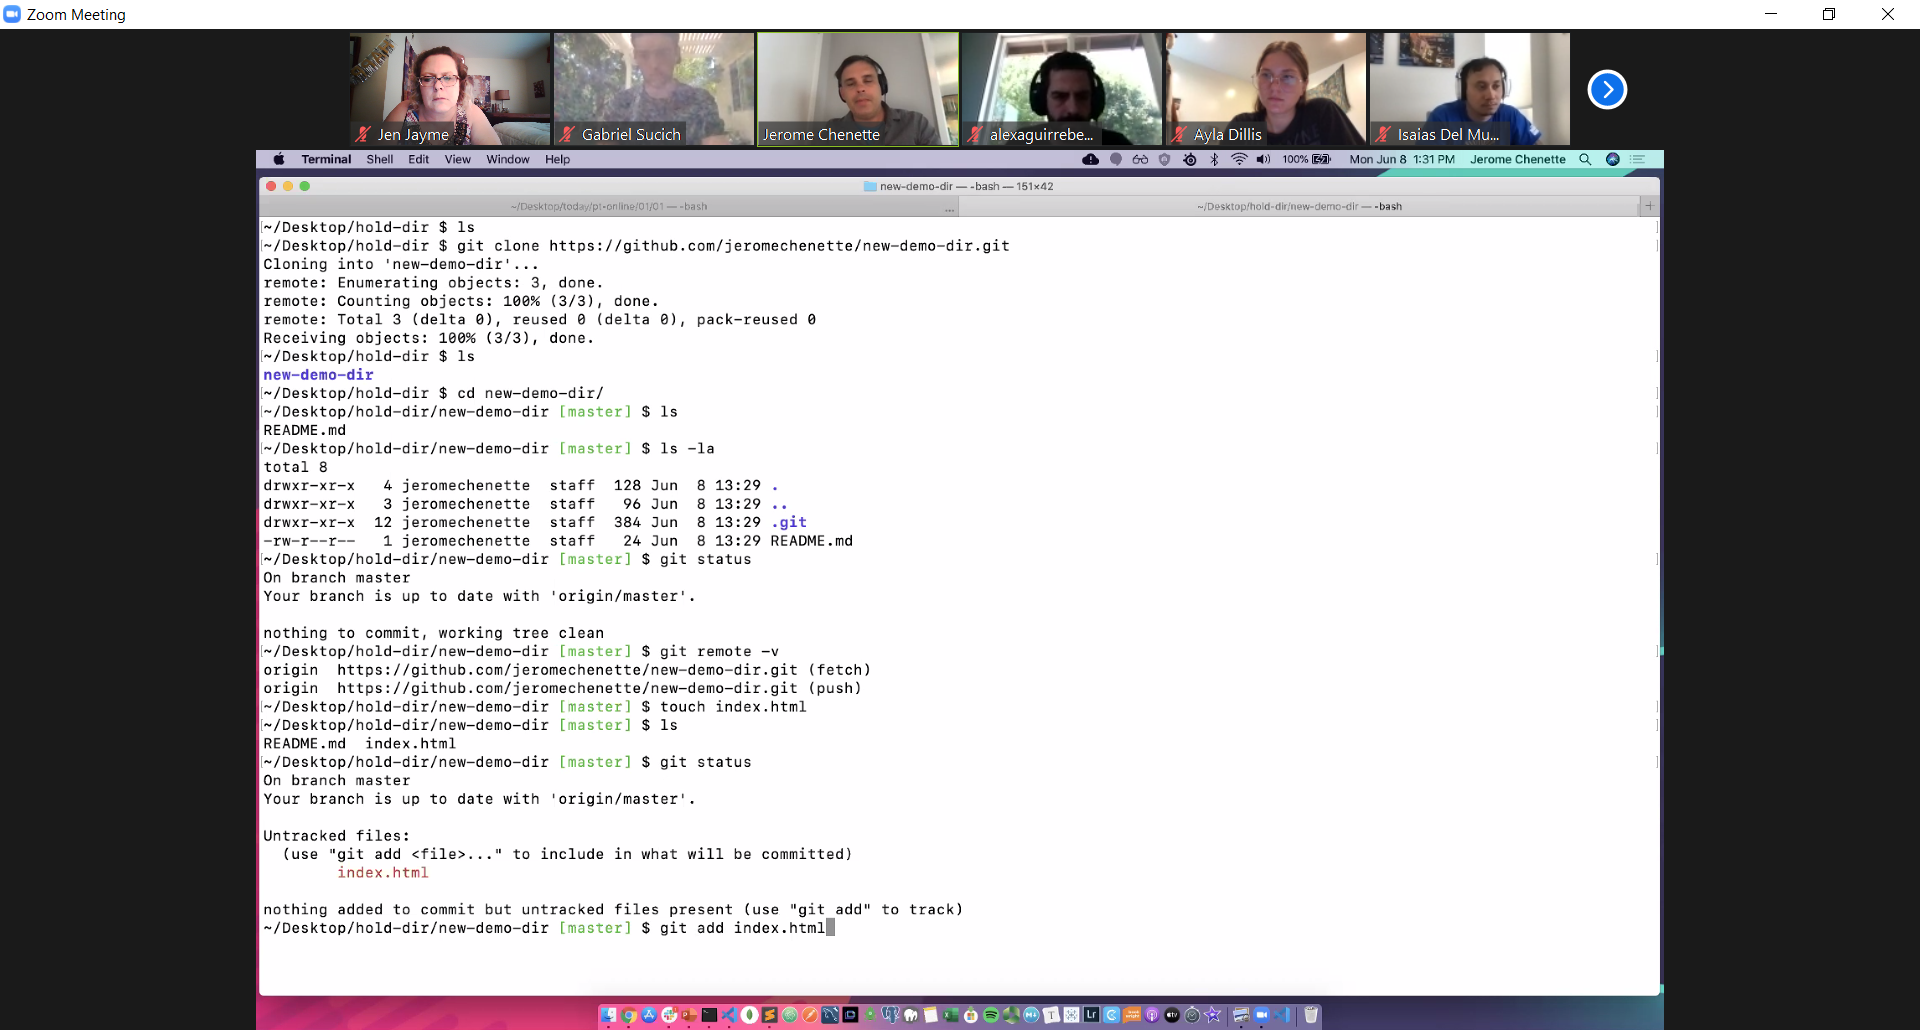 Zoom Meeting
Jen Jayme
Gabriel Sucich
Jerome Chenette
alexaguirrebe...
Ayla Dillis
Isaias Del Mu...
Terminal Shell Edit View Window Help
100% Mon Jun 8 1:31 PM Jerome Chenette
new-demo-dir — -bash — 151×42
~/Desktop/today/pt-online/01/01 — -bash
...
~/Desktop/hold-dir/new-demo-dir — -bash
+
~/Desktop/hold-dir $ ls
~/Desktop/hold-dir $ git clone https://github.com/jeromechenette/new-demo-dir.git
Cloning into 'new-demo-dir'...
remote: Enumerating objects: 3, done.
remote: Counting objects: 100% (3/3), done.
remote: Total 3 (delta 0), reused 0 (delta 0), pack-reused 0
Receiving objects: 100% (3/3), done.
~/Desktop/hold-dir $ ls
new-demo-dir
~/Desktop/hold-dir $ cd new-demo-dir/
~/Desktop/hold-dir/new-demo-dir [master] $ ls
README.md
~/Desktop/hold-dir/new-demo-dir [master] $ ls -la
total 8
drwxr-xr-x   4 jeromechenette  staff  128 Jun  8 13:29 .
drwxr-xr-x   3 jeromechenette  staff   96 Jun  8 13:29 ..
drwxr-xr-x  12 jeromechenette  staff  384 Jun  8 13:29 .git
-rw-r--r--   1 jeromechenette  staff   24 Jun  8 13:29 README.md
~/Desktop/hold-dir/new-demo-dir [master] $ git status
On branch master
Your branch is up to date with 'origin/master'.
nothing to commit, working tree clean
~/Desktop/hold-dir/new-demo-dir [master] $ git remote -v
origin  https://github.com/jeromechenette/new-demo-dir.git (fetch)
origin  https://github.com/jeromechenette/new-demo-dir.git (push)
~/Desktop/hold-dir/new-demo-dir [master] $ touch index.html
~/Desktop/hold-dir/new-demo-dir [master] $ ls
README.md  index.html
~/Desktop/hold-dir/new-demo-dir [master] $ git status
On branch master
Your branch is up to date with 'origin/master'.
Untracked files:
  (use "git add <file>..." to include in what will be committed)
        index.html
nothing added to commit but untracked files present (use "git add" to track)
~/Desktop/hold-dir/new-demo-dir [master] $ git add index.html